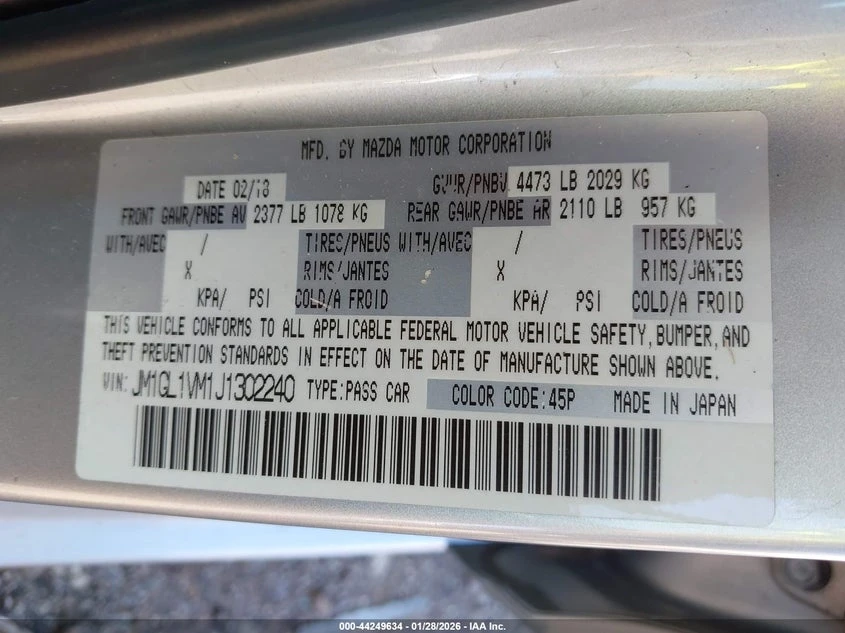 MFD. BY MAZDA MOTOR CORPORATION
DATE 02/18 GVWR/PNBV 4473 LB 2029 KG
FRONT GAWR/PNBE AV 2377 LB 1078 KG REAR GAWR/PNBE AR 2110 LB 957 KG
WITH/AVEC / TIRES/PNEUS WITH/AVEC / TIRES/PNEUS
X RIMS/JANTES X RIMS/JANTES
KPA/ PSI COLD/A FROID KPA/ PSI COLD/A FROID
THIS VEHICLE CONFORMS TO ALL APPLICABLE FEDERAL MOTOR VEHICLE SAFETY, BUMPER, AND
THEFT PREVENTION STANDARDS IN EFFECT ON THE DATE OF MANUFACTURE SHOWN ABOVE.
VIN: JM1GL1VM1J1302240 TYPE:PASS CAR COLOR CODE:45P MADE IN JAPAN
000-44249634 - 01/28/2026 - IAA Inc.